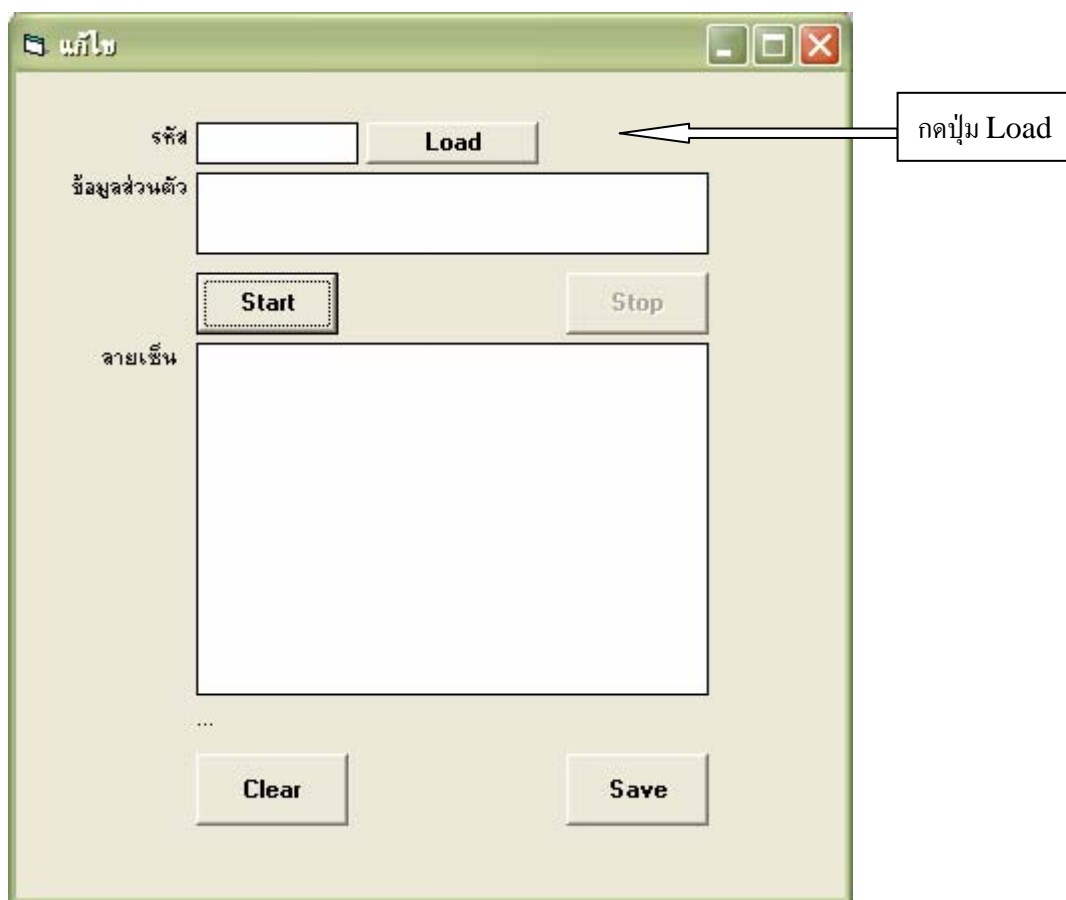 แก้ไข
รหัส
Load
กดปุ่ม Load
ข้อมูลส่วนตัว
Start
Stop
ลายเซ็น
...
Clear
Save